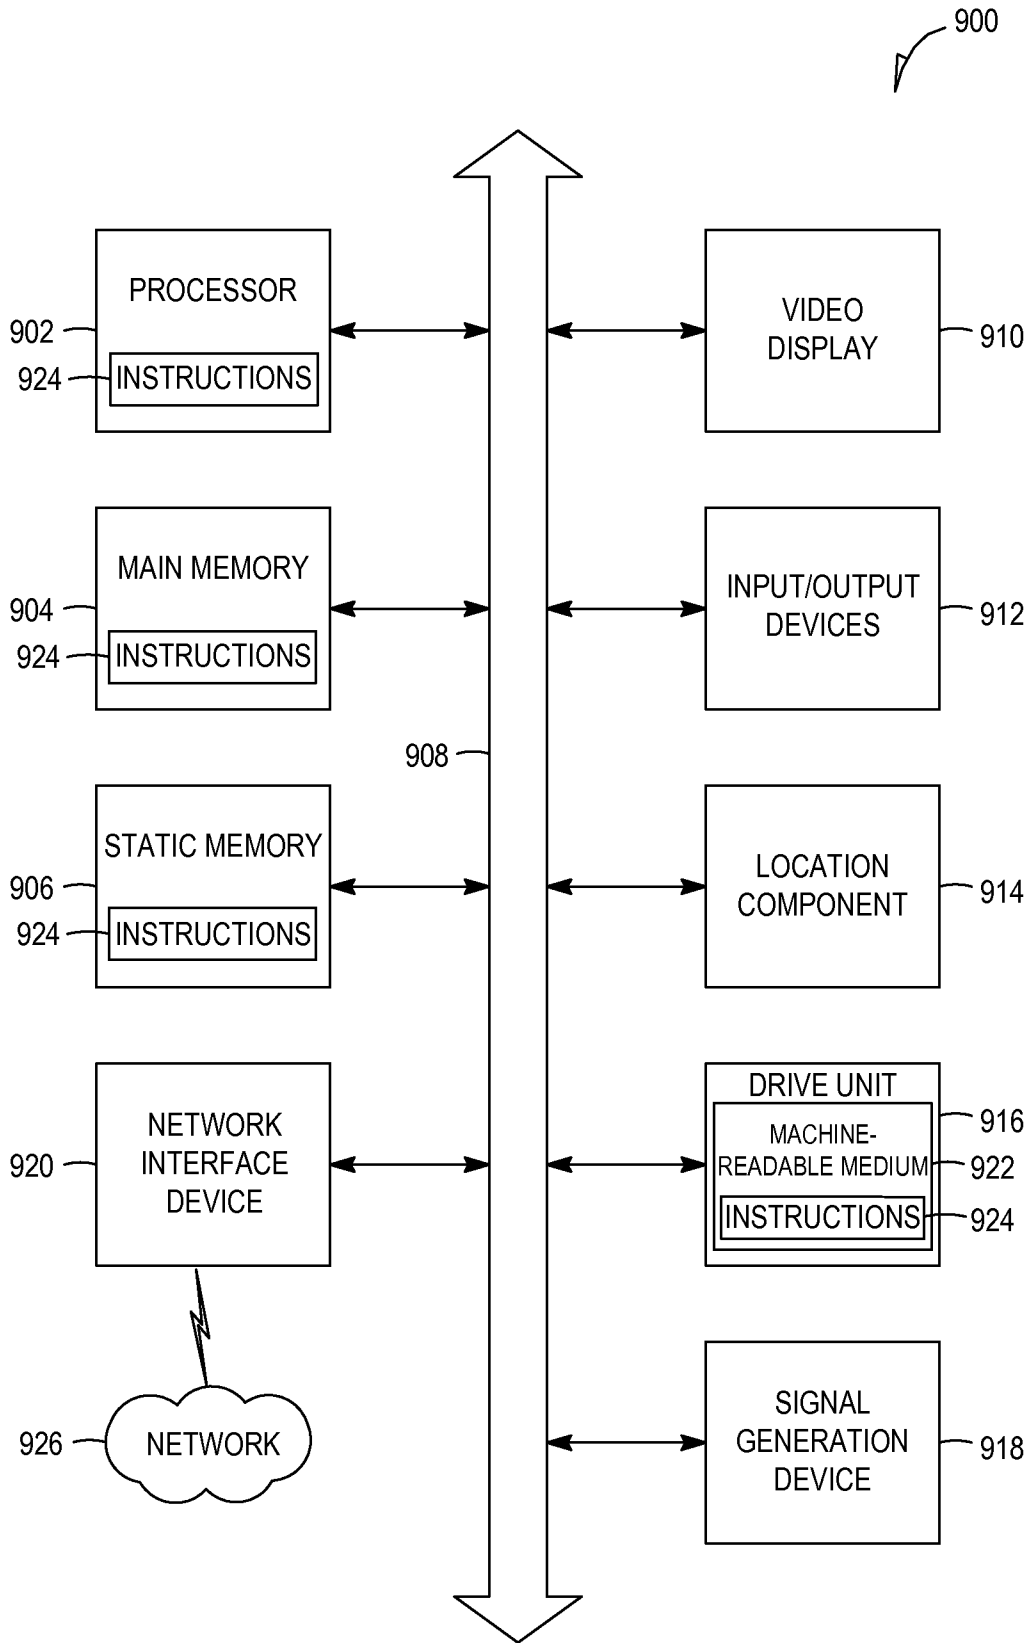 900
PROCESSOR
902
924
INSTRUCTIONS
MAIN MEMORY
904
924
INSTRUCTIONS
908
STATIC MEMORY
906
924
INSTRUCTIONS
NETWORK
INTERFACE
DEVICE
920
926
NETWORK
VIDEO
DISPLAY
910
INPUT/OUTPUT
DEVICES
912
LOCATION
COMPONENT
914
DRIVE UNIT
916
MACHINE-
READABLE MEDIUM
922
INSTRUCTIONS
924
SIGNAL
GENERATION
DEVICE
918